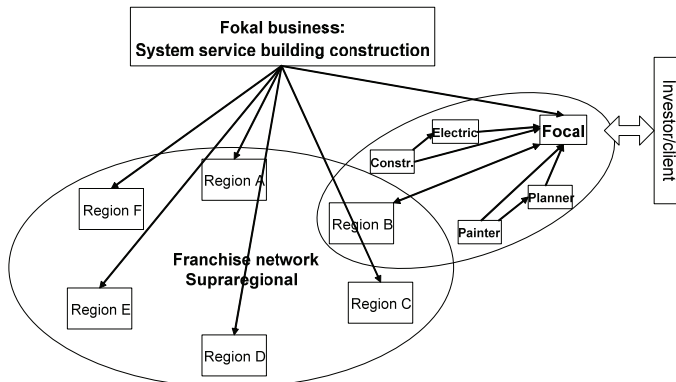 Fokal business:
System service building construction
Investor/client
Electric
Focal
Constr.
Region A
Planner
Region F
Region B
Painter
Franchise network
Supraregional
Region E
Region C
Region D